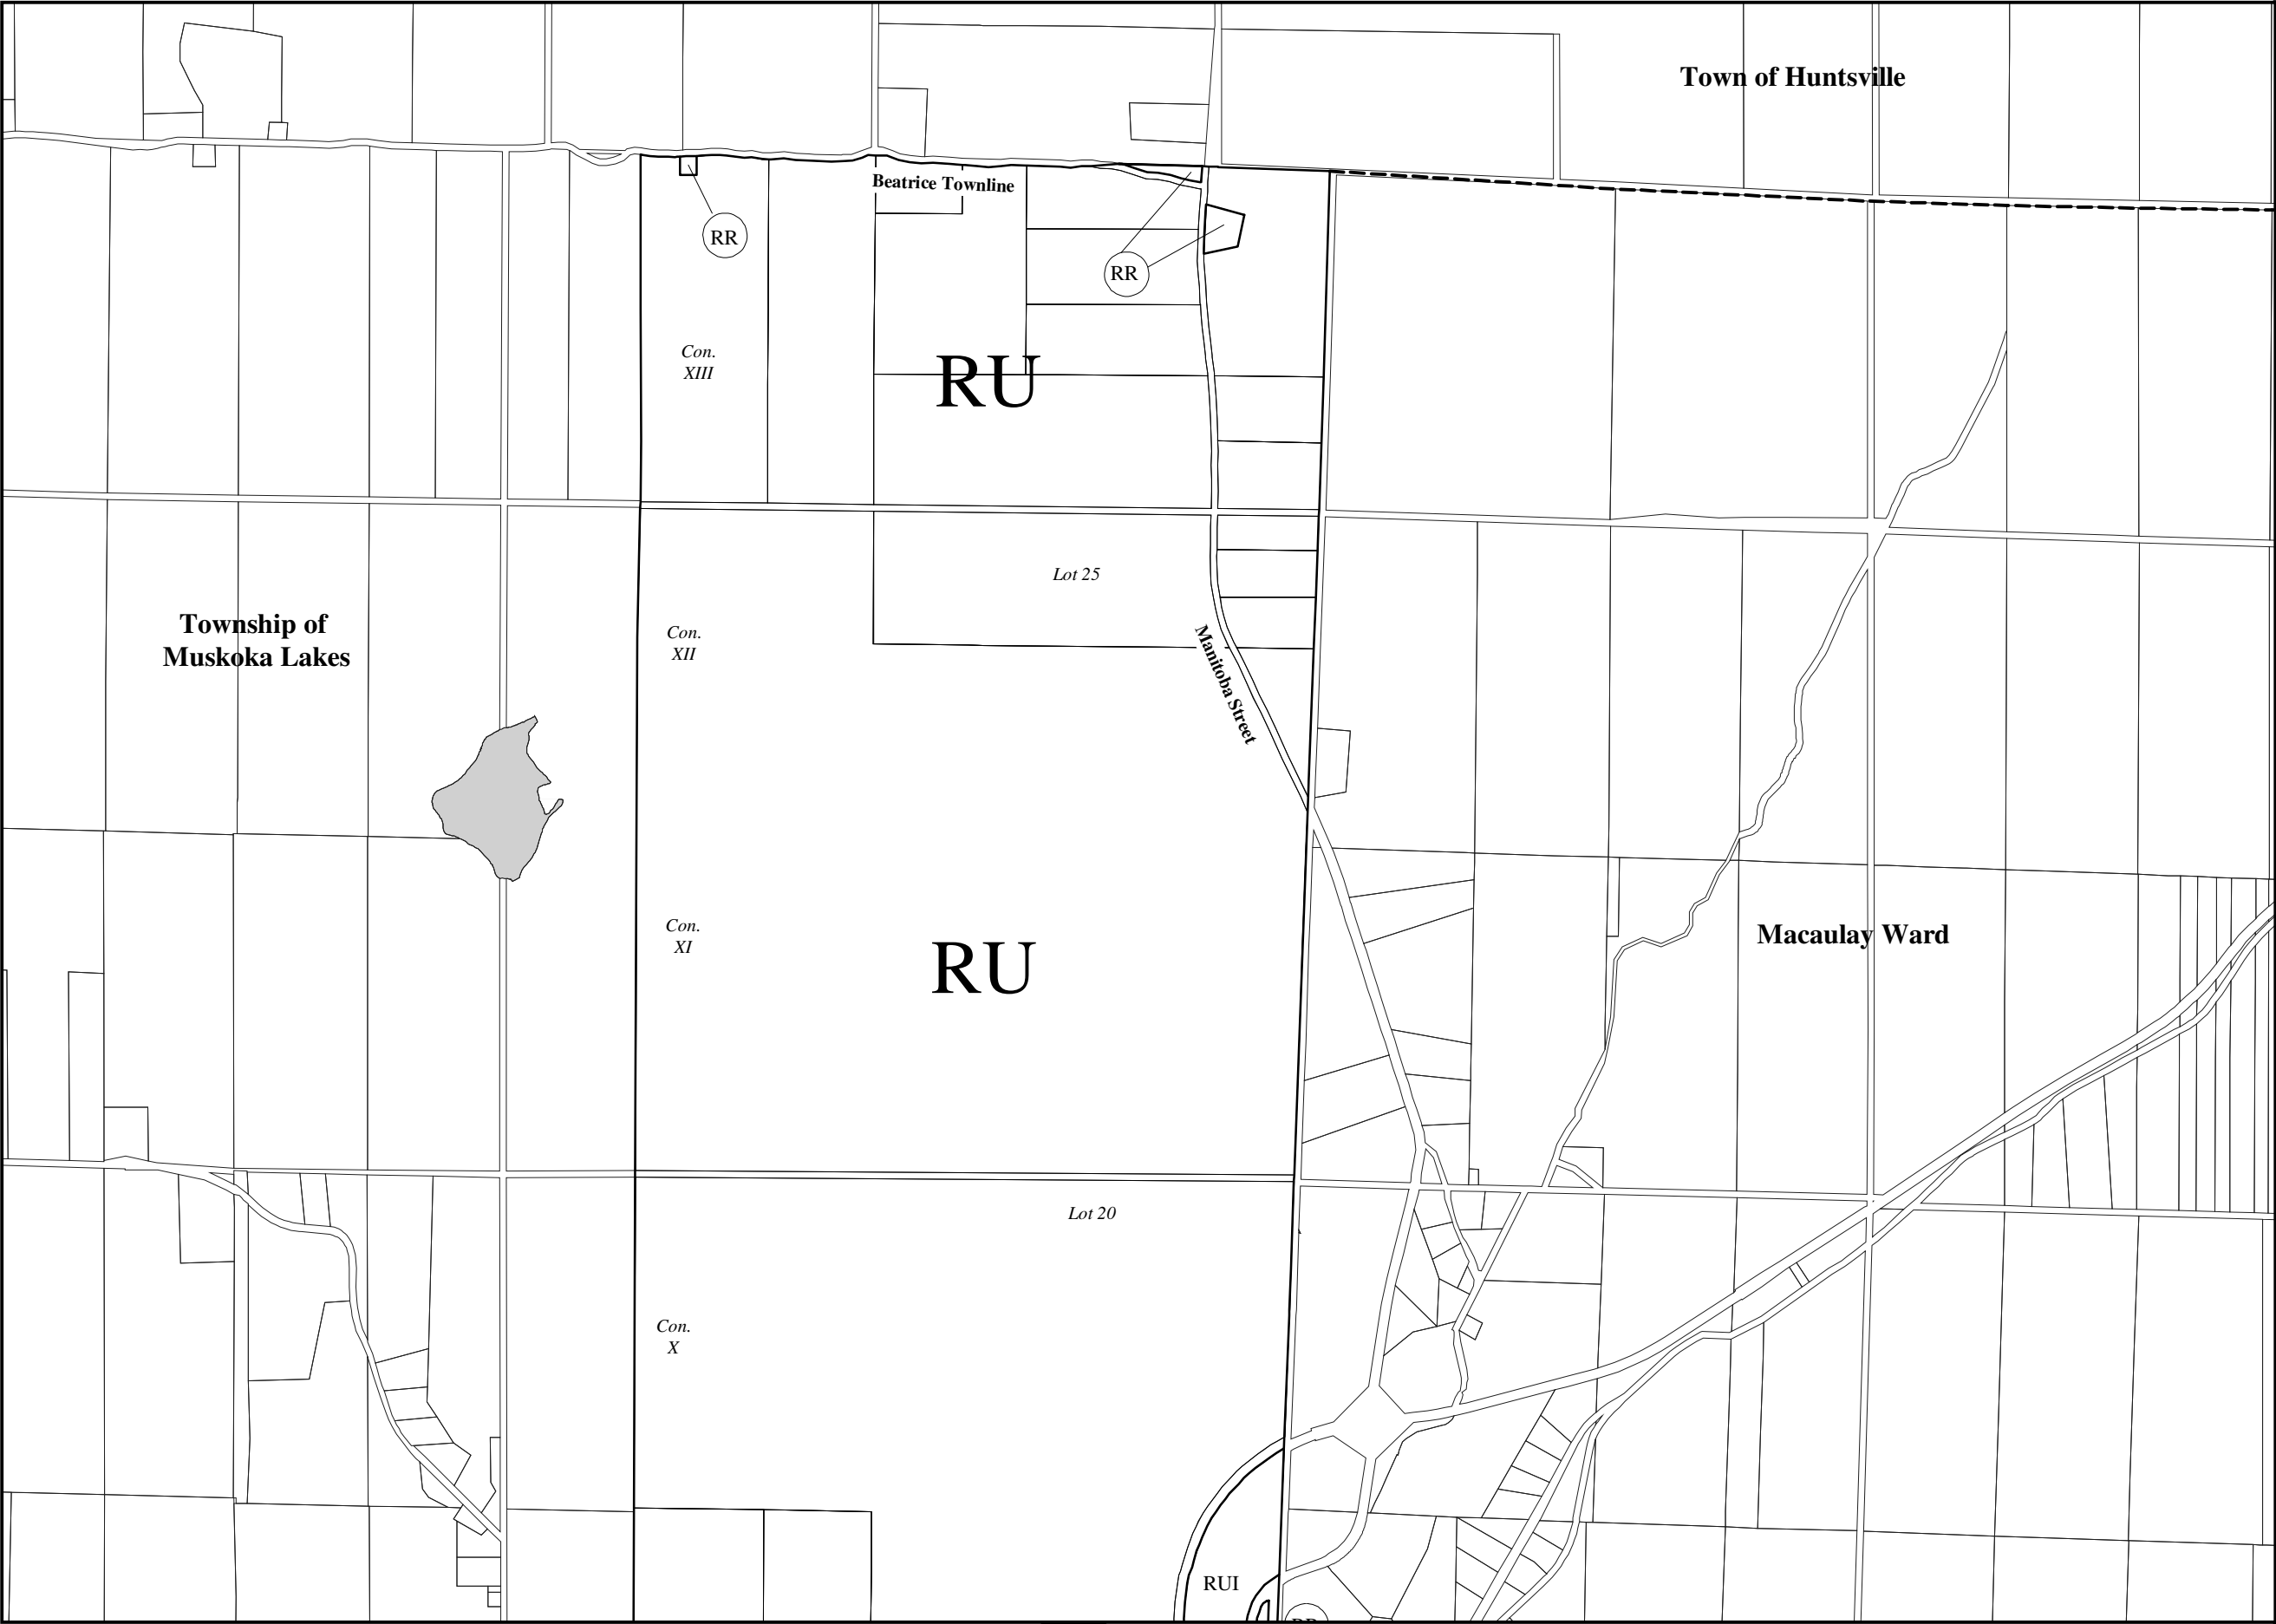 Town of Huntsville
Beatrice Townline
RR
RR
Con.
XIII
RU
Lot 25
Township of
Muskoka Lakes
Con.
XII
Manitoba Street
Con.
XI
RU
Macaulay Ward
Lot 20
Con.
X
RUI